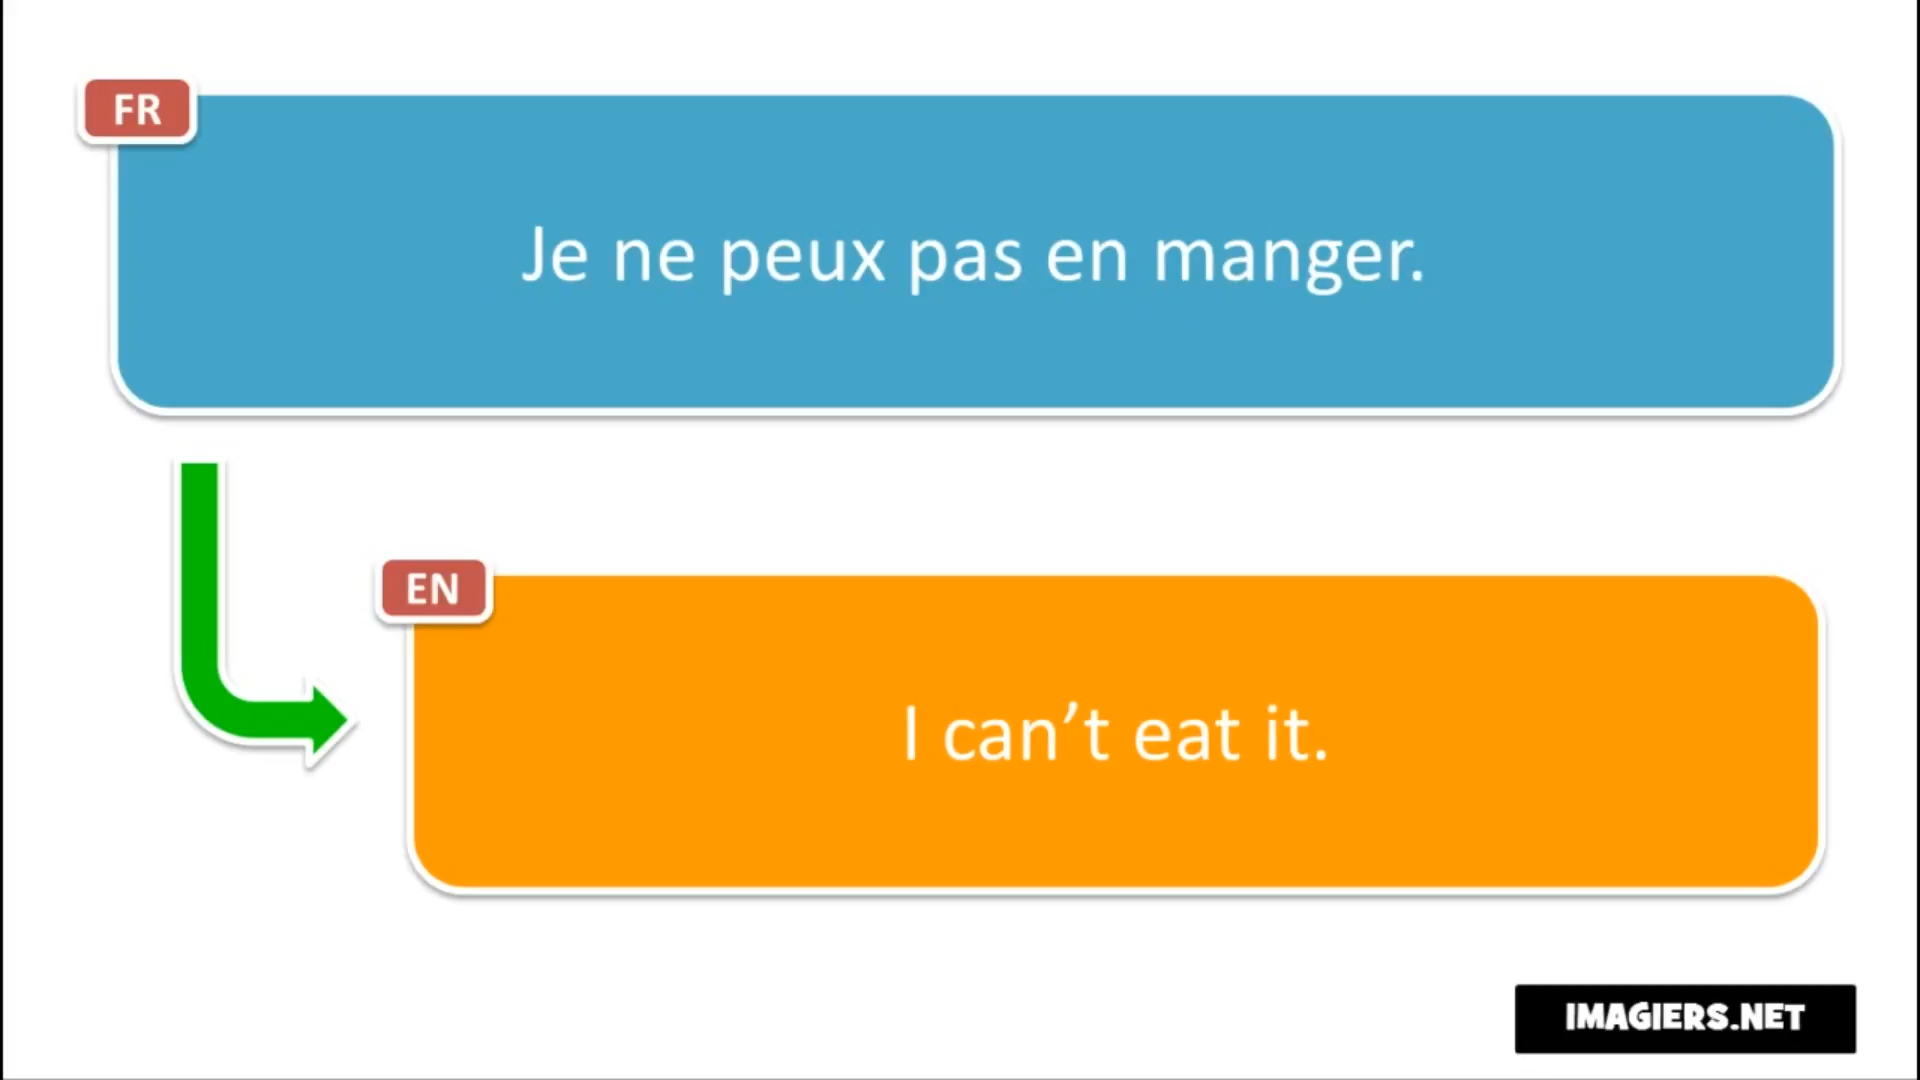 FR
Je ne peux pas en manger.
EN
I can’t eat it.
IMAGIERS.NET